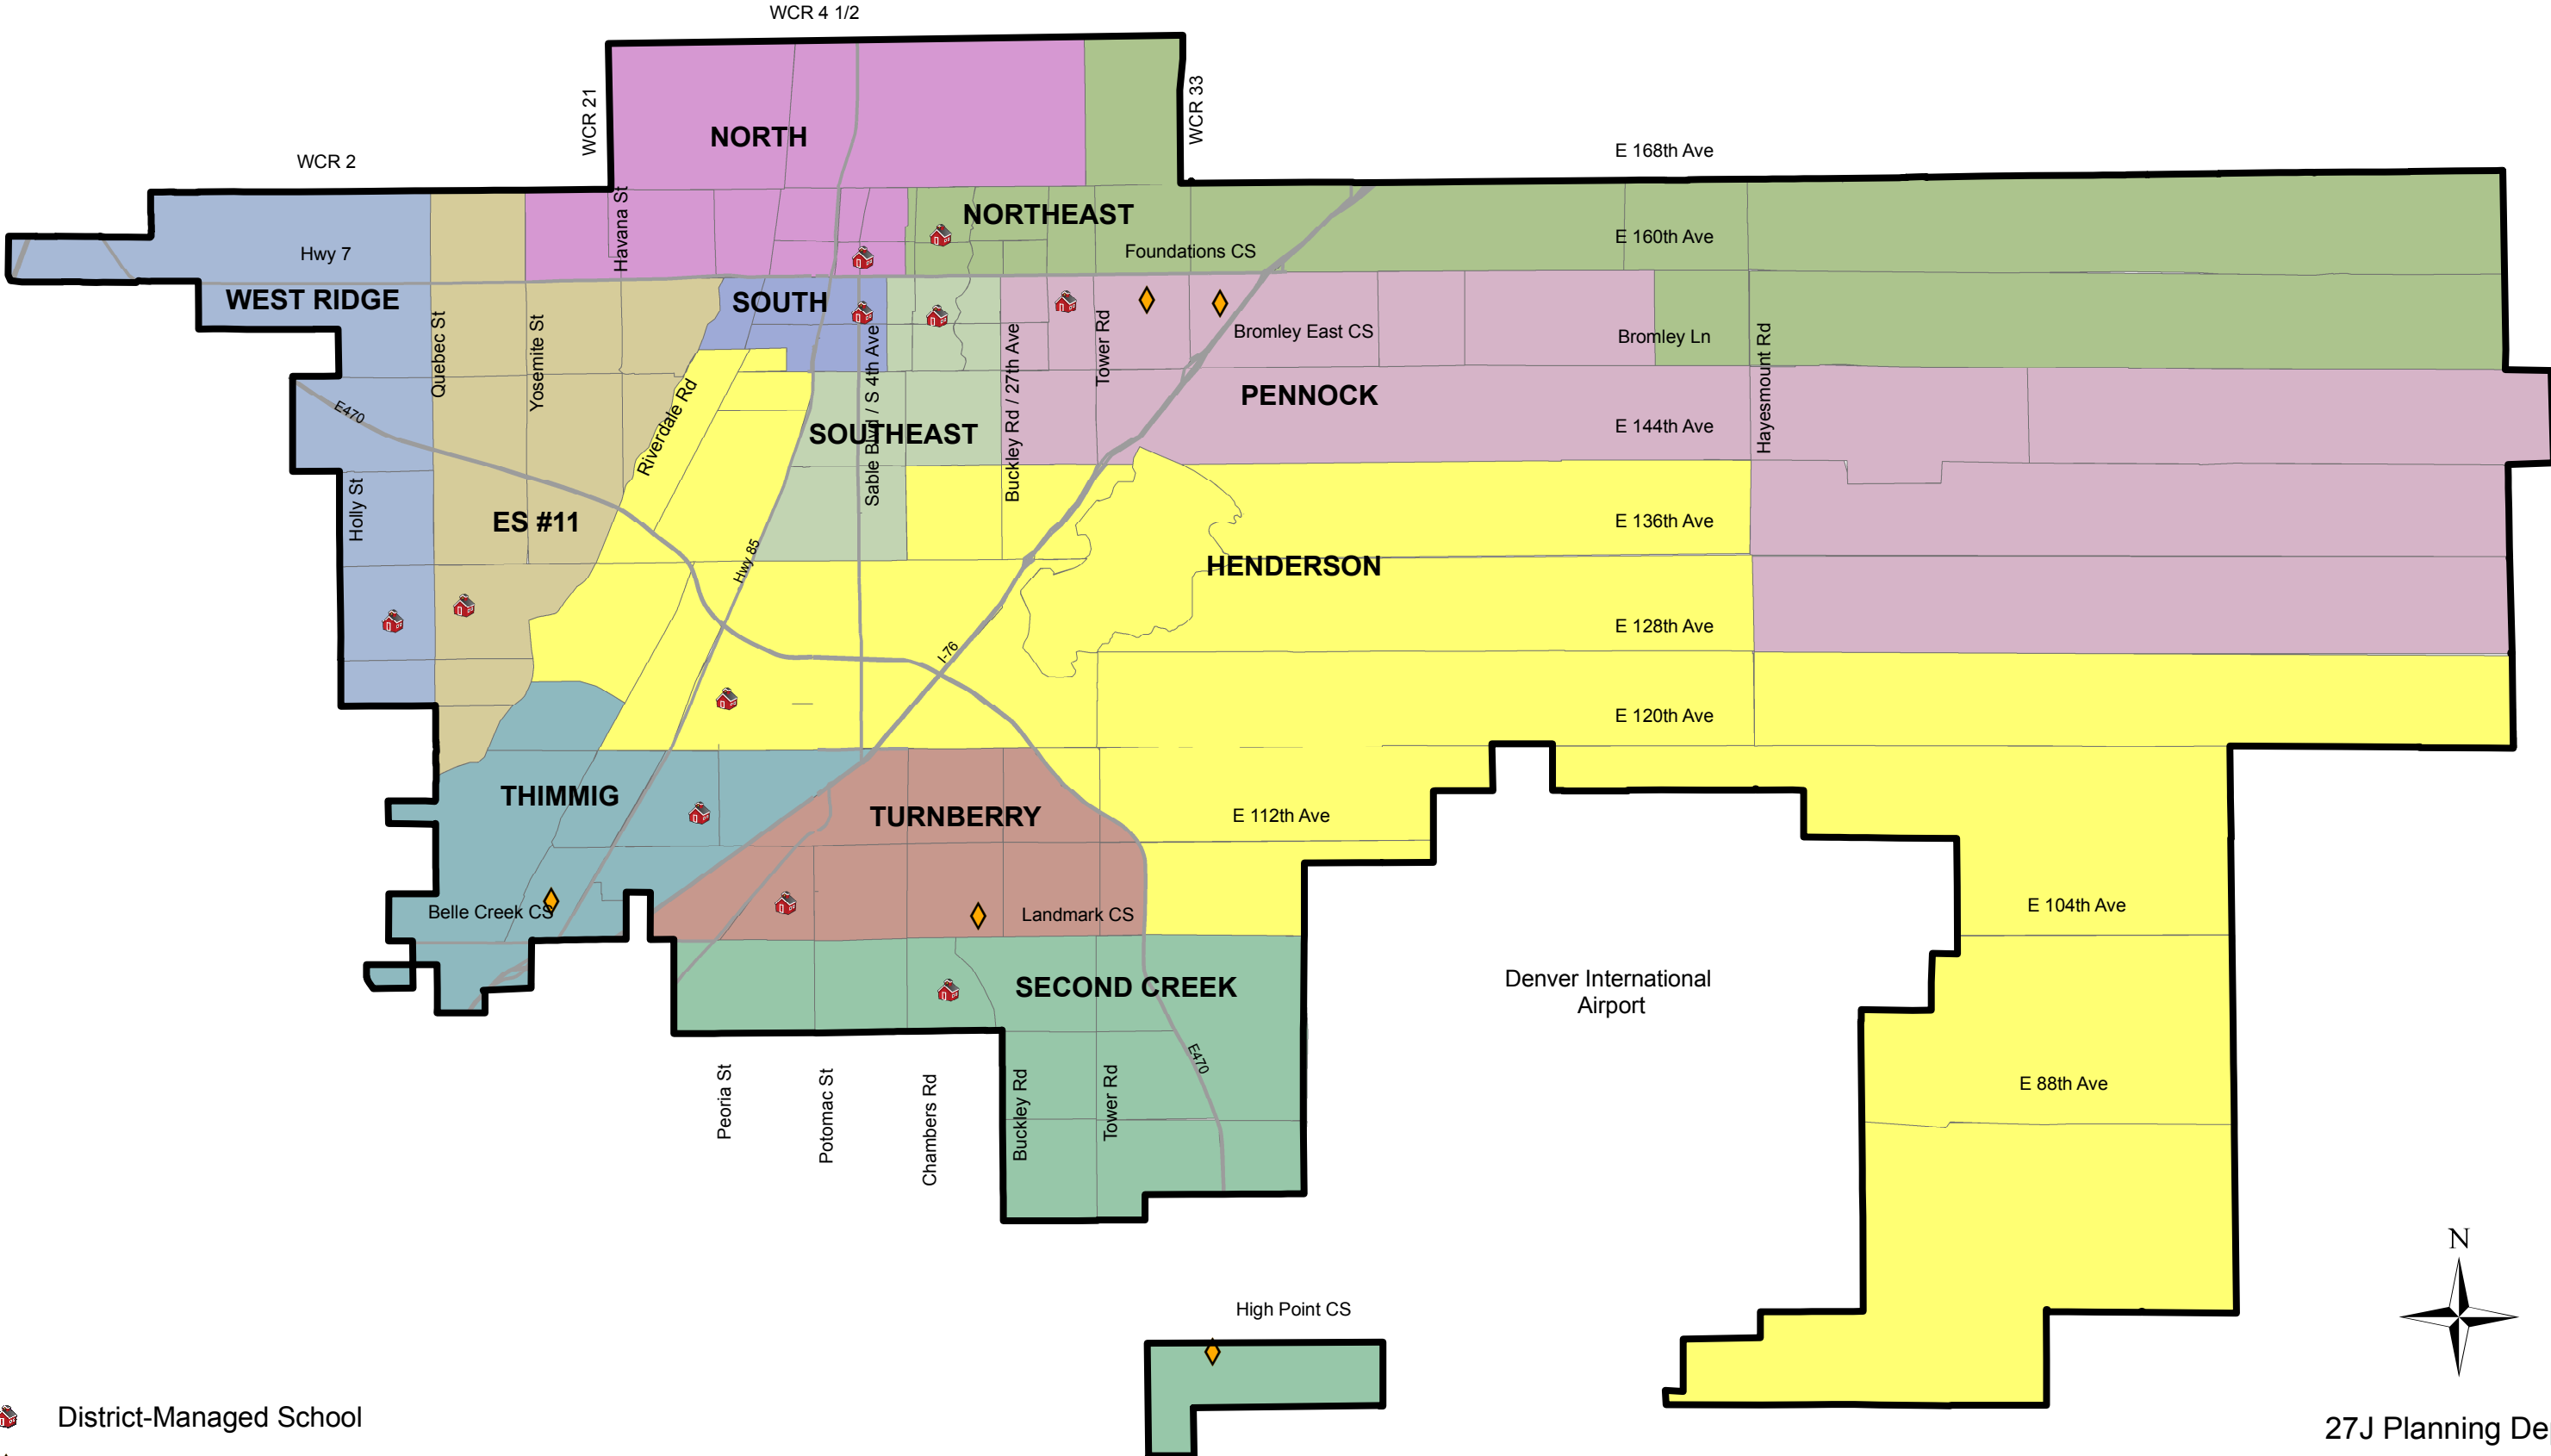 WCR 4 1/2
WCR 21
WCR 33
NORTH
E 168th Ave
WCR 2
Havana St
NORTHEAST
E 160th Ave
Hwy 7
Foundations CS
WEST RIDGE
SOUTH
Quebec St
Yosemite St
Sable Blvd / S 4th Ave
Buckley Rd / 27th Ave
Tower Rd
Bromley East CS
Bromley Ln
Hayesmount Rd
PENNOCK
E470
Riverdale Rd
SOUTHEAST
E 144th Ave
Holly St
ES #11
E 136th Ave
Hwy 85
HENDERSON
E 128th Ave
I-76
E 120th Ave
THIMMIG
TURNBERRY
E 112th Ave
Belle Creek CS
Landmark CS
E 104th Ave
SECOND CREEK
Denver International
Airport
E470
E 88th Ave
Peoria St
Potomac St
Chambers Rd
Buckley Rd
Tower Rd
N
High Point CS
District-Managed School
27J Planning De